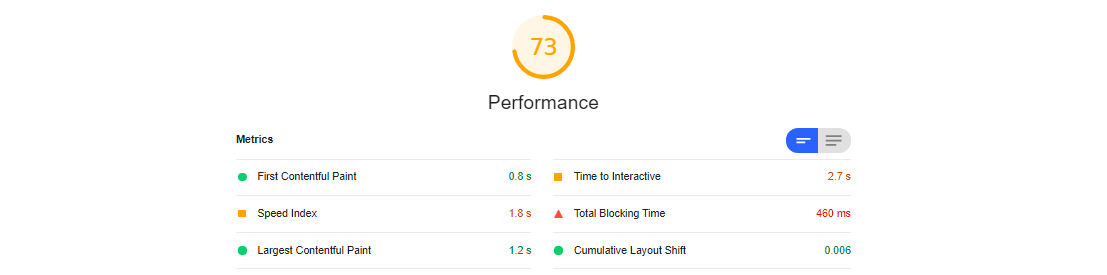 73
Performance
Metrics
First Contentful Paint 0.8 s
Time to Interactive 2.7 s
Speed Index 1.8 s
Total Blocking Time 460 ms
Largest Contentful Paint 1.2 s
Cumulative Layout Shift 0.006